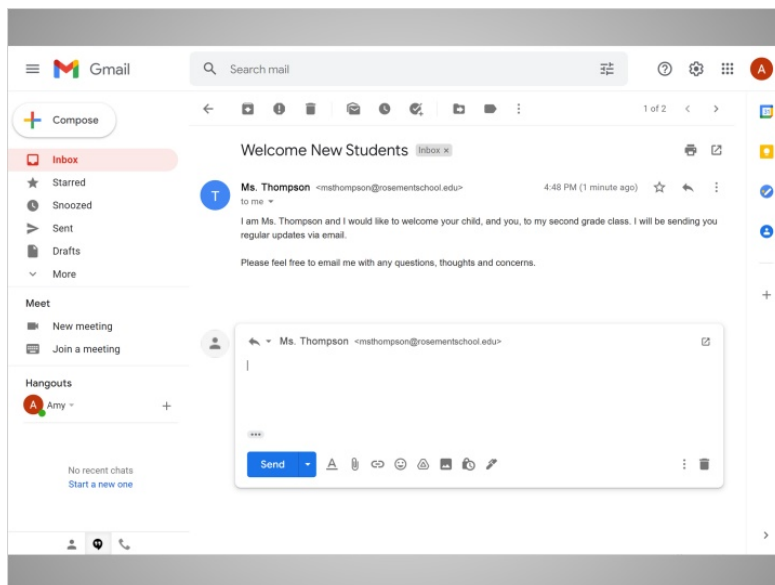 Gmail
Search mail
A
Compose
1 of 2
Inbox
Starred
Snoozed
Sent
Drafts
More
Welcome New Students Inbox ×
T
Ms. Thompson <msthompson@rosementschool.edu> 4:48 PM (1 minute ago)
to me
I am Ms. Thompson and I would like to welcome your child, and you, to my second grade class. I will be sending you
regular updates via email.
Please feel free to email me with any questions, thoughts and concerns.
Meet
New meeting
Join a meeting
Hangouts
A Amy
No recent chats
Start a new one
Ms. Thompson <msthompson@rosementschool.edu>
Send A